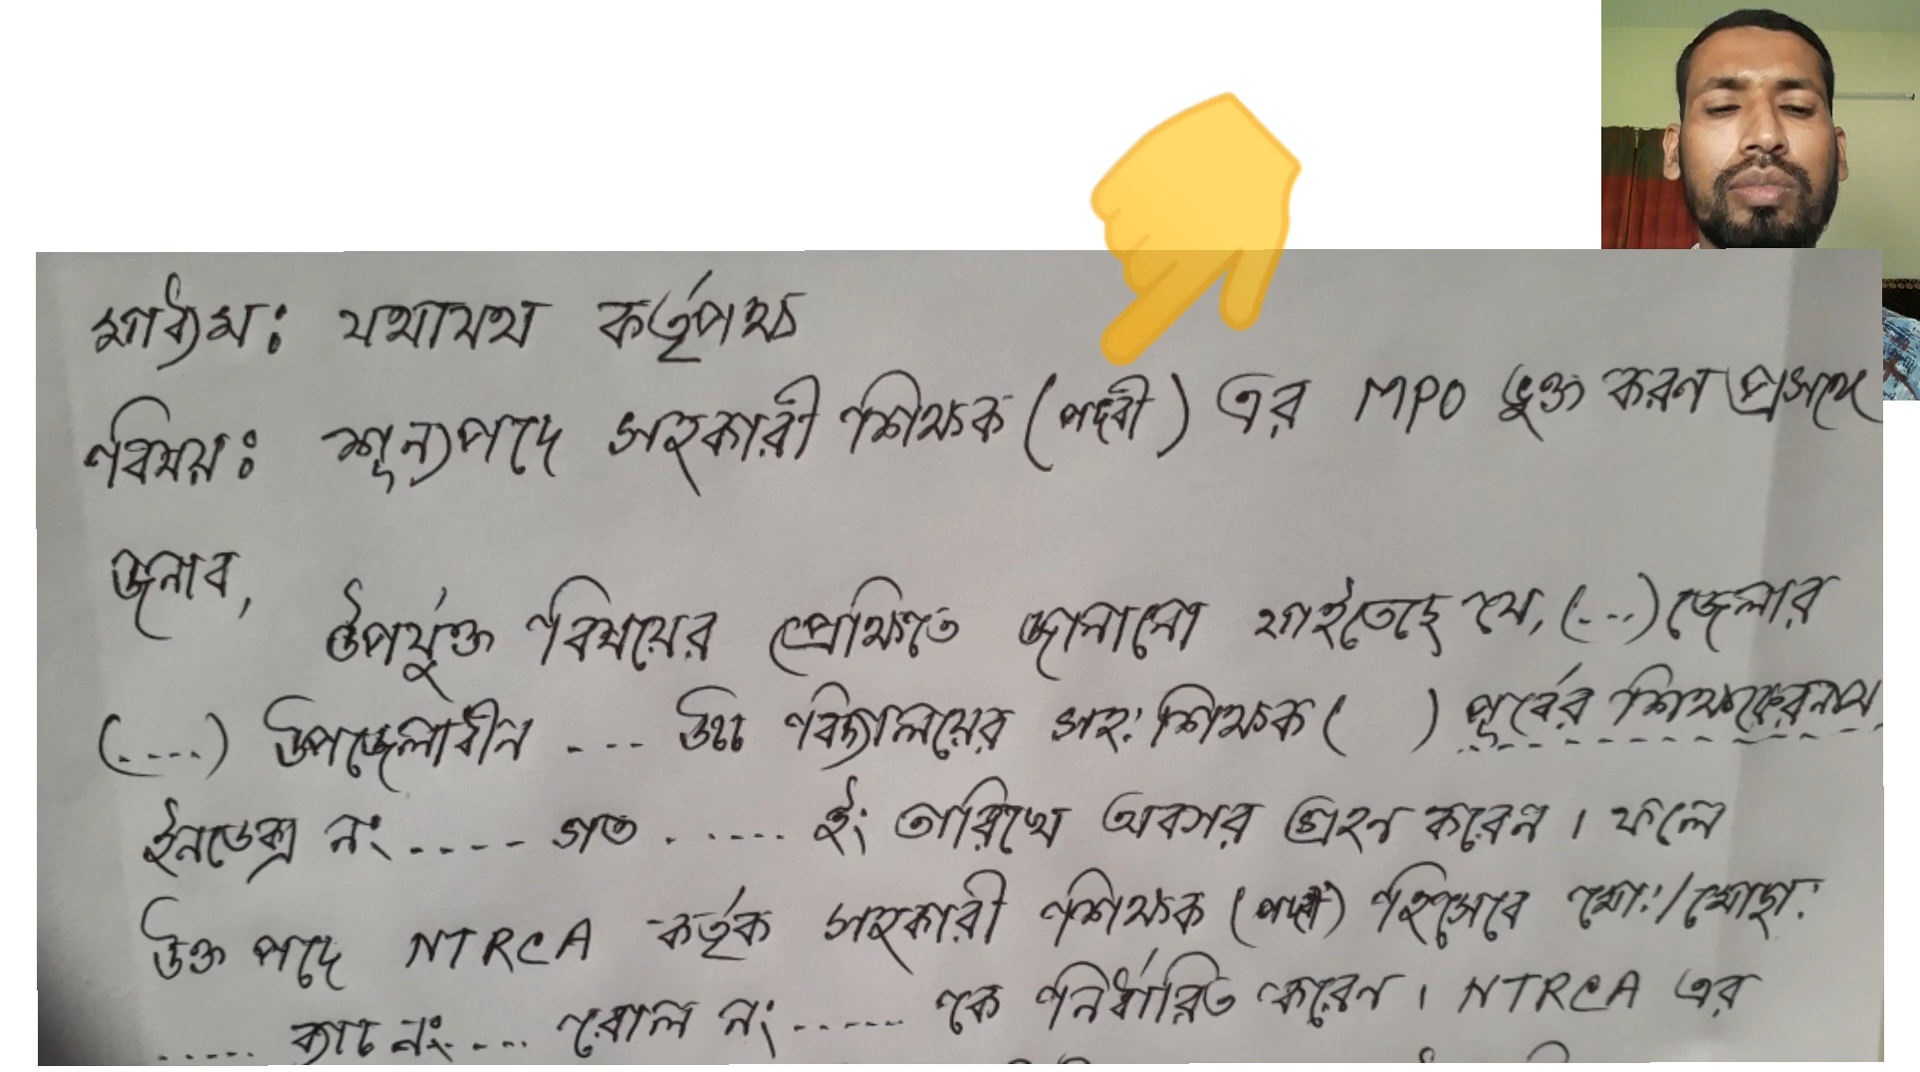 মাধ্যম: যথাযথ কর্তৃপক্ষ
বিষয়: শূন্যপদে সহকারী শিক্ষক (পদবী) এর MPO ভুক্ত করণ প্রসঙ্গে
জনাব,
উপর্যুক্ত বিষয়ের প্রেক্ষিতে জানানো যাইতেছে যে, (...) জেলার
(....) উপজেলাধীন .... উচ্চ বিদ্যালয়ের সহ: শিক্ষক (   ) পূর্বের শিক্ষকের নাম
ইনডেক্স নং ..... গত ...... ইং তারিখে অবসর গ্রহন করেন। ফলে
উক্ত পদে NTRCA কর্তৃক সহকারী শিক্ষক (পদবী) হিসেবে মো:/মোছা:
..... ব্যাচ নং.... রোল নং ...... কে নির্ধারিত করেন। NTRCA এর